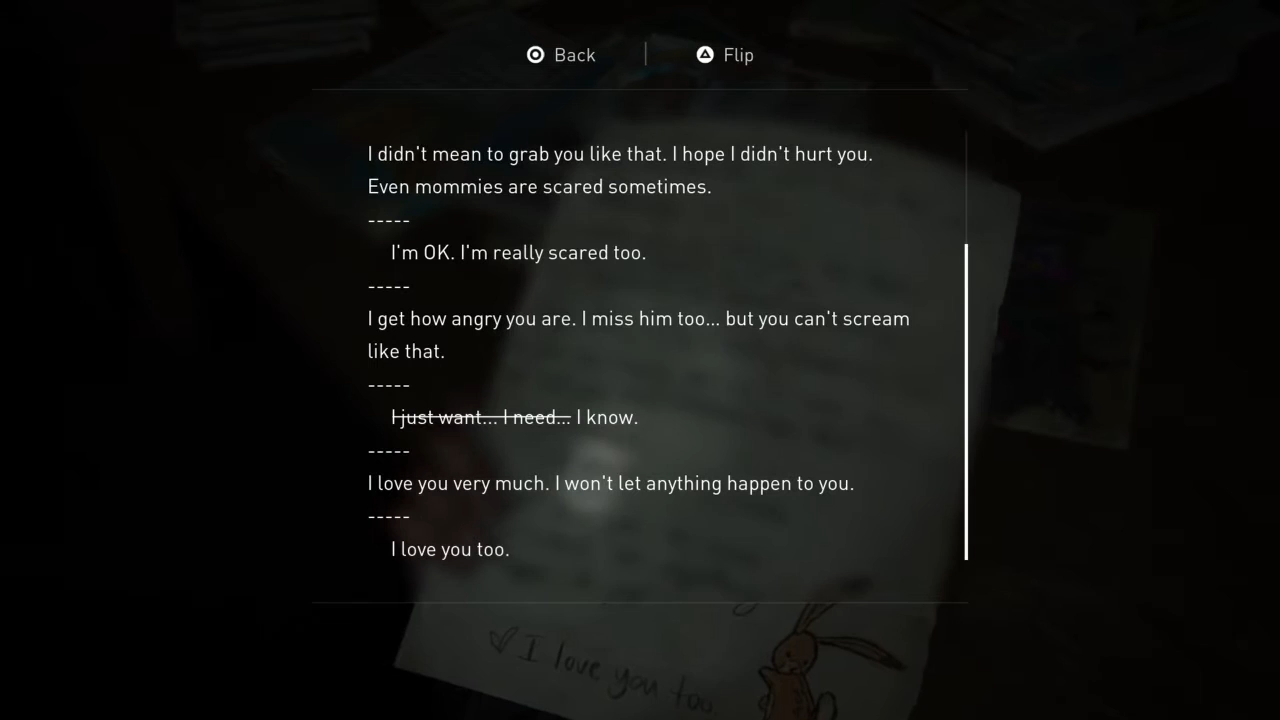 Back | Flip
I didn't mean to grab you like that. I hope I didn't hurt you.
Even mommies are scared sometimes.
-----
I'm OK. I'm really scared too.
-----
I get how angry you are. I miss him too... but you can't scream
like that.
-----
I just want... I need... I know.
-----
I love you very much. I won't let anything happen to you.
-----
I love you too.
I love you too